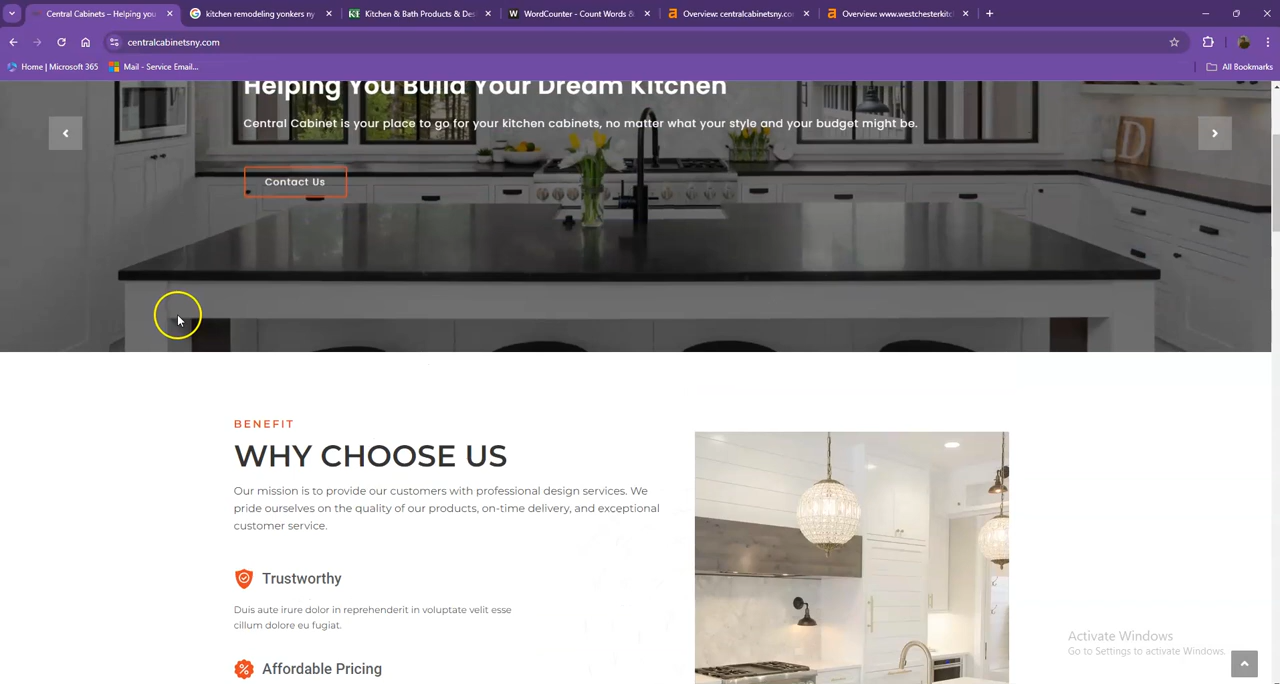 Central Cabinets – Helping you
kitchen remodeling yonkers ny
Kitchen & Bath Products & Des
WordCounter - Count Words &
Overview: centralcabinetsny.co
Overview: www.westchesterkitc
centralcabinetsny.com
Home | Microsoft 365
Mail - Service Email...
All Bookmarks
Helping You Build Your Dream Kitchen
Central Cabinet is your place to go for your kitchen cabinets, no matter what your style and your budget might be.
Contact Us
BENEFIT
WHY CHOOSE US
Our mission is to provide our customers with professional design services. We
pride ourselves on the quality of our products, on-time delivery, and exceptional
customer service.
Trustworthy
Duis aute irure dolor in reprehenderit in voluptate velit esse
cillum dolore eu fugiat.
Affordable Pricing
Activate Windows
Go to Settings to activate Windows.